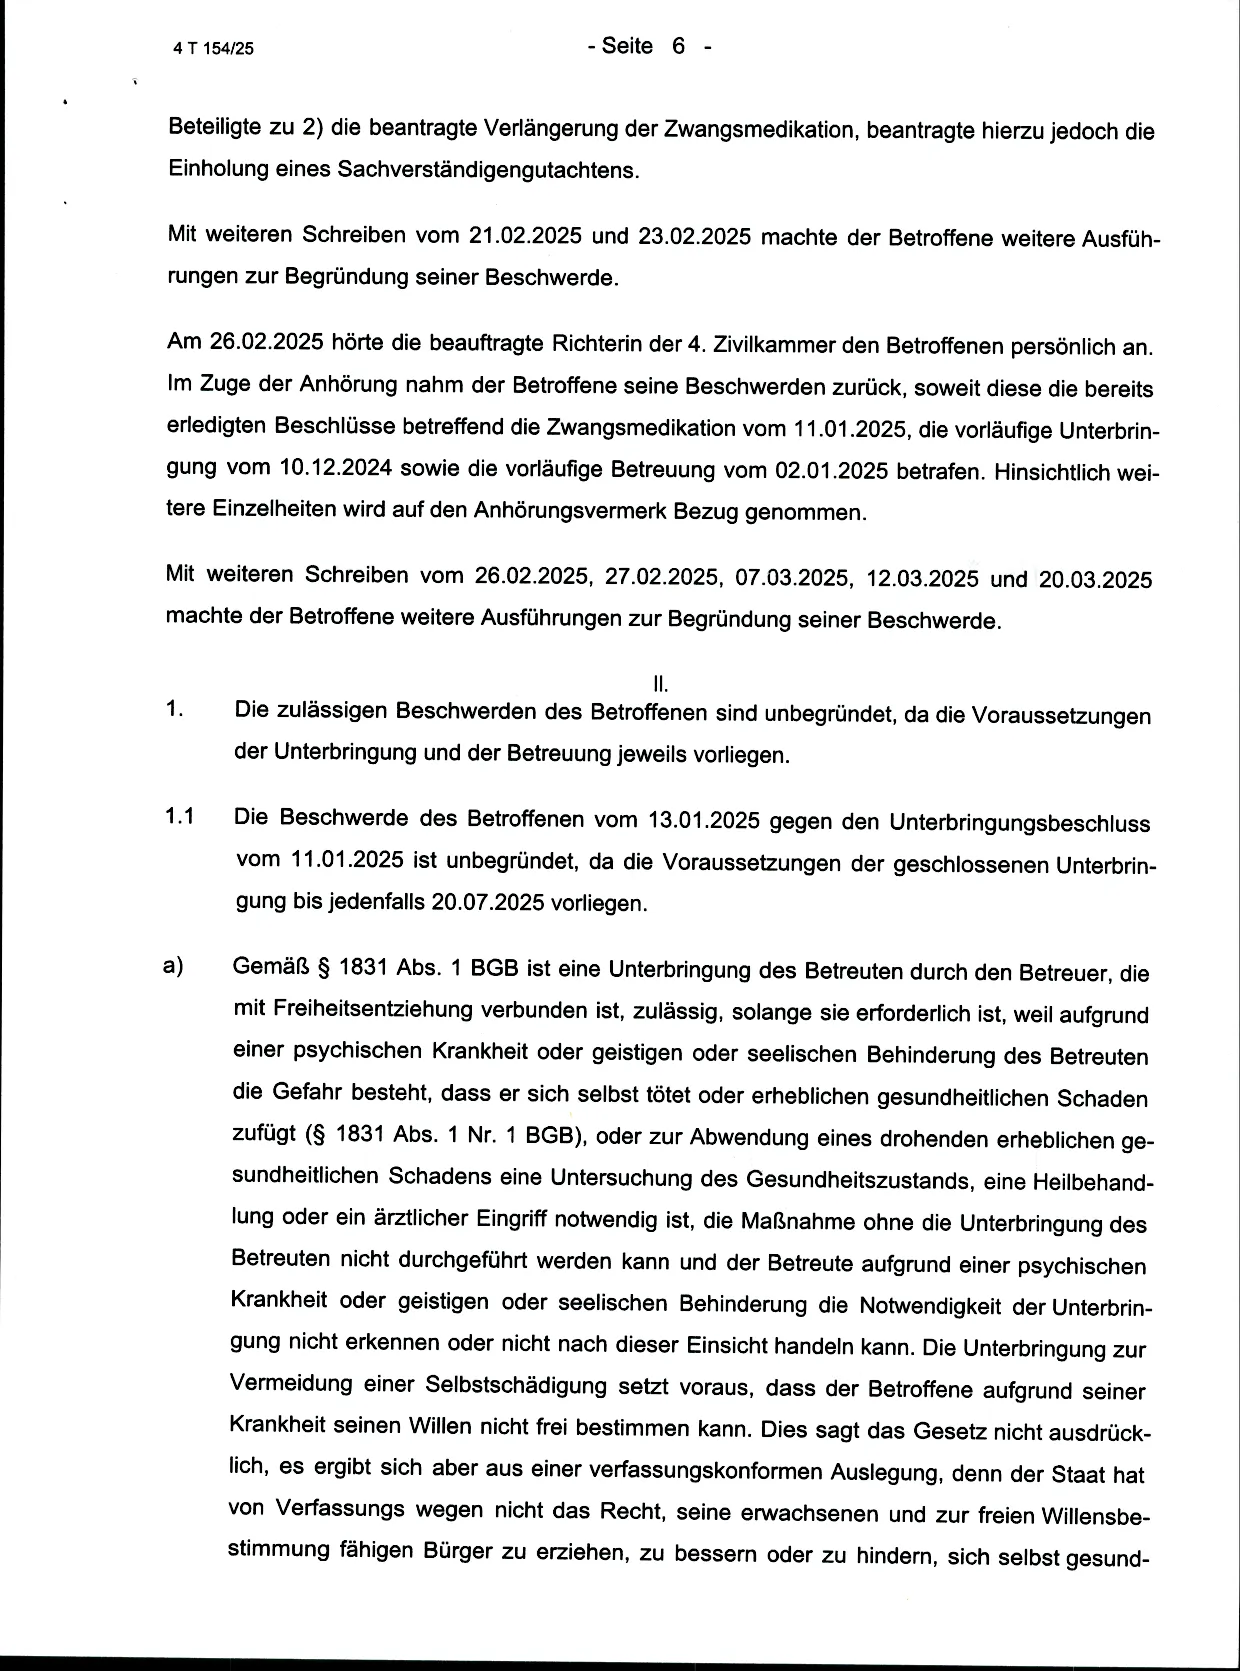 4 T 154/25
- Seite 6 -
Beteiligte zu 2) die beantragte Verlängerung der Zwangsmedikation, beantragte hierzu jedoch die
Einholung eines Sachverständigengutachtens.
Mit weiteren Schreiben vom 21.02.2025 und 23.02.2025 machte der Betroffene weitere Ausfüh-
rungen zur Begründung seiner Beschwerde.
Am 26.02.2025 hörte die beauftragte Richterin der 4. Zivilkammer den Betroffenen persönlich an.
Im Zuge der Anhörung nahm der Betroffene seine Beschwerden zurück, soweit diese die bereits
erledigten Beschlüsse betreffend die Zwangsmedikation vom 11.01.2025, die vorläufige Unterbrin-
gung vom 10.12.2024 sowie die vorläufige Betreuung vom 02.01.2025 betrafen. Hinsichtlich wei-
tere Einzelheiten wird auf den Anhörungsvermerk Bezug genommen.
Mit weiteren Schreiben vom 26.02.2025, 27.02.2025, 07.03.2025, 12.03.2025 und 20.03.2025
machte der Betroffene weitere Ausführungen zur Begründung seiner Beschwerde.
II.
1. Die zulässigen Beschwerden des Betroffenen sind unbegründet, da die Voraussetzungen
der Unterbringung und der Betreuung jeweils vorliegen.
1.1 Die Beschwerde des Betroffenen vom 13.01.2025 gegen den Unterbringungsbeschluss
vom 11.01.2025 ist unbegründet, da die Voraussetzungen der geschlossenen Unterbrin-
gung bis jedenfalls 20.07.2025 vorliegen.
a) Gemäß § 1831 Abs. 1 BGB ist eine Unterbringung des Betreuten durch den Betreuer, die
mit Freiheitsentziehung verbunden ist, zulässig, solange sie erforderlich ist, weil aufgrund
einer psychischen Krankheit oder geistigen oder seelischen Behinderung des Betreuten
die Gefahr besteht, dass er sich selbst tötet oder erheblichen gesundheitlichen Schaden
zufügt (§ 1831 Abs. 1 Nr. 1 BGB), oder zur Abwendung eines drohenden erheblichen ge-
sundheitlichen Schadens eine Untersuchung des Gesundheitszustands, eine Heilbehand-
lung oder ein ärztlicher Eingriff notwendig ist, die Maßnahme ohne die Unterbringung des
Betreuten nicht durchgeführt werden kann und der Betreute aufgrund einer psychischen
Krankheit oder geistigen oder seelischen Behinderung die Notwendigkeit der Unterbrin-
gung nicht erkennen oder nicht nach dieser Einsicht handeln kann. Die Unterbringung zur
Vermeidung einer Selbstschädigung setzt voraus, dass der Betroffene aufgrund seiner
Krankheit seinen Willen nicht frei bestimmen kann. Dies sagt das Gesetz nicht ausdrück-
lich, es ergibt sich aber aus einer verfassungskonformen Auslegung, denn der Staat hat
von Verfassungs wegen nicht das Recht, seine erwachsenen und zur freien Willensbe-
stimmung fähigen Bürger zu erziehen, zu bessern oder zu hindern, sich selbst gesund-